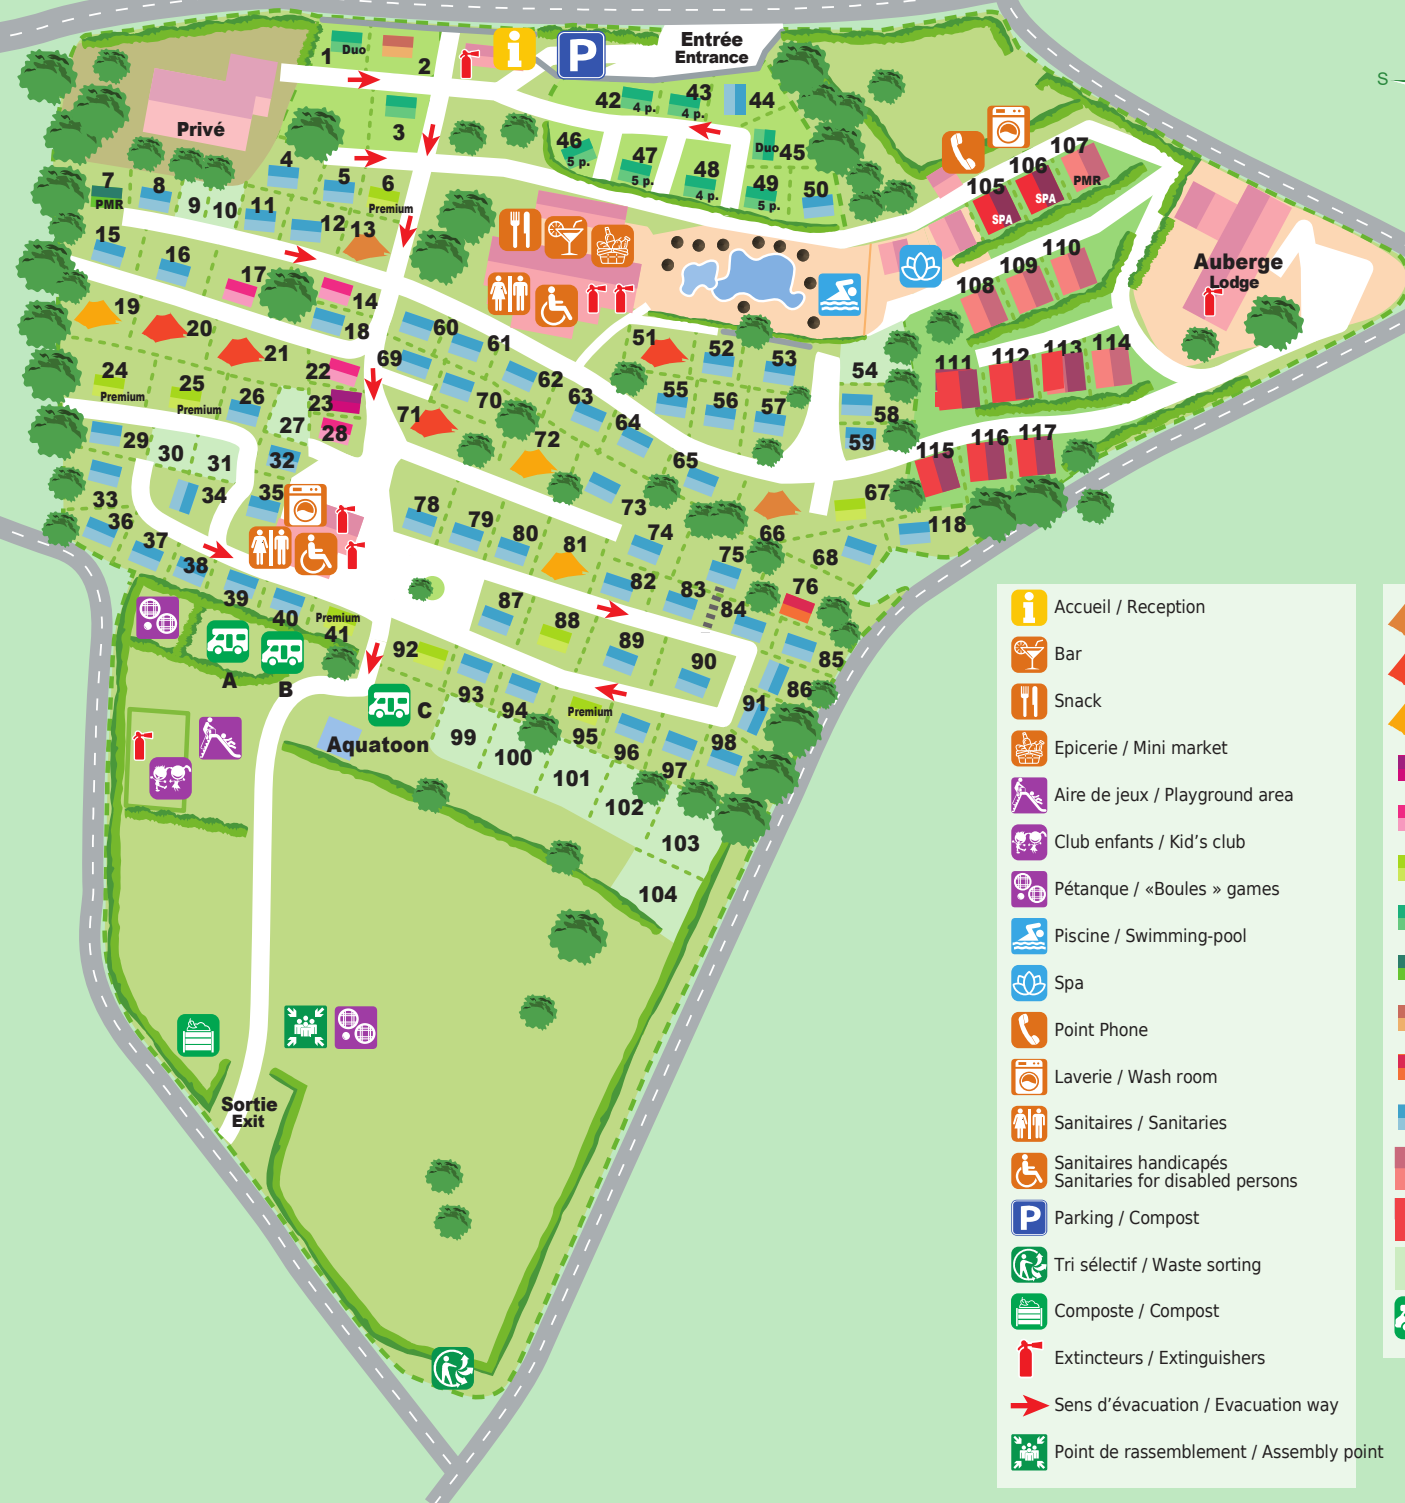 Entrée
Entrance
P
i
S
1
Duo
2
3
Privé
42
4 p.
43
4 p.
44
46
5 p.
47
5 p.
48
4 p.
Duo 45
49
5 p.
50
107
PMR
106
SPA
105
SPA
4
5
6
Premium
7
PMR
8
9
10
11
12
13
15
16
17
14
18
19
20
21
110
109
108
Auberge
Lodge
60
61
51
52
53
54
69
22
23
28
24
Premium
25
Premium
26
27
62
63
64
70
71
72
55
56
57
58
59
111
112
113
114
115
116
117
29
30
31
32
33
34
35
36
37
38
39
40
Premium
41
65
66
67
68
118
73
74
75
76
78
79
80
81
82
83
84
85
86
87
88
89
90
91
92
93
94
Premium
95
96
97
98
99
100
101
102
103
104
A
B
C
Aquatoon
Sortie
Exit
i Accueil / Reception
Bar
Snack
Epicerie / Mini market
Aire de jeux / Playground area
Club enfants / Kid's club
Pétanque / «Boules » games
Piscine / Swimming-pool
Spa
Point Phone
Laverie / Wash room
Sanitaires / Sanitaries
Sanitaires handicapés
Sanitaries for disabled persons
P Parking / Compost
Tri sélectif / Waste sorting
Composte / Compost
Extincteurs / Extinguishers
Sens d'évacuation / Evacuation way
Point de rassemblement / Assembly point